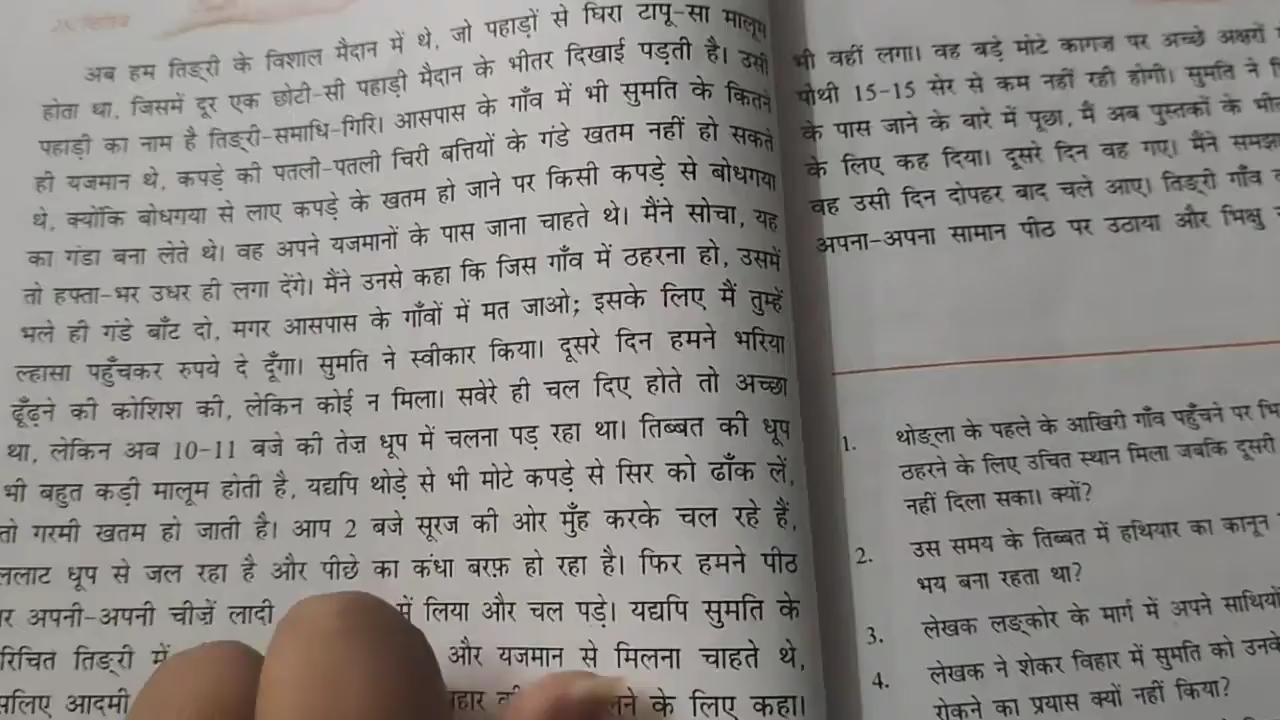 अब हम तिङ्री के विशाल मैदान में थे, जो पहाड़ों से घिरा टापू-सा मालूम
होता था, जिसमें दूर एक छोटी-सी पहाड़ी मैदान के भीतर दिखाई पड़ती है। उसी
पहाड़ी का नाम है तिङ्री-समाधि-गिरि। आसपास के गाँव में भी सुमति के कितने
ही यजमान थे, कपड़े की पतली-पतली चिरी बत्तियों के गंडे खतम नहीं हो सकते
थे, क्योंकि बोधगया से लाए कपड़े के खतम हो जाने पर किसी कपड़े से बोधगया
का गंडा बना लेते थे। वह अपने यजमानों के पास जाना चाहते थे। मैंने सोचा, यह
तो हफ्ता-भर उधर ही लगा देंगे। मैंने उनसे कहा कि जिस गाँव में ठहरना हो, उसमें
भले ही गंडे बाँट दो, मगर आसपास के गाँवों में मत जाओ; इसके लिए मैं तुम्हें
ल्हासा पहुँचकर रुपये दे दूँगा। सुमति ने स्वीकार किया। दूसरे दिन हमने भरिया
ढूँढ़ने की कोशिश की, लेकिन कोई न मिला। सवेरे ही चल दिए होते तो अच्छा
था, लेकिन अब 10-11 बजे की तेज़ धूप में चलना पड़ रहा था। तिब्बत की धूप
भी बहुत कड़ी मालूम होती है, यद्यपि थोड़े से भी मोटे कपड़े से सिर को ढाँक लें,
तो गरमी खतम हो जाती है। आप 2 बजे सूरज की ओर मुँह करके चल रहे हैं,
ललाट धूप से जल रहा है और पीछे का कंधा बरफ़ हो रहा है। फिर हमने पीठ
अपनी-अपनी चीज़ें लादी में लिया और चल पड़े। यद्यपि सुमति के
तिङ्री में और यजमान से मिलना चाहते थे,
आदमी के लिए कहा।
भी वहीं लगा। वह बड़े मोटे कागज पर अच्छे अक्षरों
पोथी 15-15 सेर से कम नहीं रही होगी। सुमति ने
के पास जाने के बारे में पूछा, मैं अब पुस्तकों के
के लिए कह दिया। दूसरे दिन वह गए। मैंने
वह उसी दिन दोपहर बाद चले आए। तिङ्री गाँव
अपना-अपना सामान पीठ पर उठाया और भिक्षु
1. थोङ्ला के पहले के आखिरी गाँव पहुँचने पर
ठहरने के लिए उचित स्थान मिला जबकि दूसरी
नहीं दिला सका। क्यों?
2. उस समय के तिब्बत में हथियार का कानून
भय बना रहता था?
3. लेखक लङ्कोर के मार्ग में अपने साथियों
4. लेखक ने शेकर विहार में सुमति को उनके
रोकने का प्रयास क्यों नहीं किया?